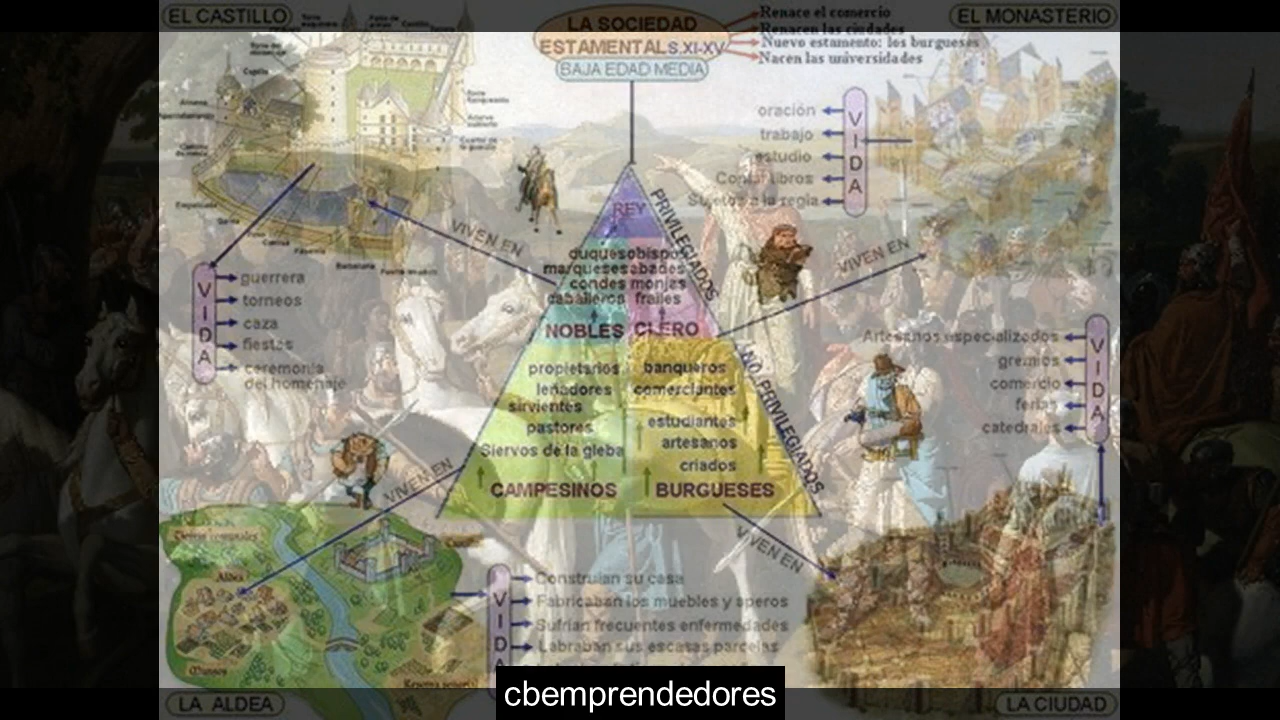 EL CASTILLO
LA SOCIEDAD
ESTAMENTAL S.XI-XV
BAJA EDAD MEDIA
Renace el comercio
Renacen las ciudades
Nuevo estamento: los burgueses
Nacen las universidades
EL MONASTERIO
oración
trabajo
estudio
Copiar libros
Sujetos a la regla
VIDA
REY
PRIVILEGIADOS
VIVEN EN
VIVEN EN
duques obispos
marqueses abades
condes monjas
caballeros frailes
NOBLES CLERO
VIDA
guerrera
torneos
caza
fiestas
ceremonia
del homenaje
Artesanos especializados
gremios
comercio
ferias
catedrales
VIDA
NO PRIVILEGIADOS
propietarios
leñadores
sirvientes
pastores
Siervos de la gleba
CAMPESINOS
banqueros
comerciantes
estudiantes
artesanos
criados
BURGUESES
VIVEN EN
VIVEN EN
Aldea
VIDA
Construían su casa
Fabricaban los muebles y aperos
Sufrían frecuentes enfermedades
Labraban sus escasas parcelas
LA ALDEA
LA CIUDAD
cbemprendedores